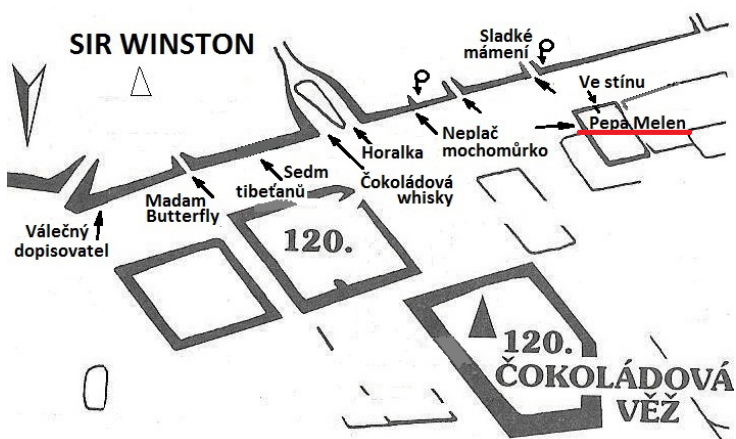 SIR WINSTON
Sladké
mámení
Ve stínu
Pepa Melen
Neplač
mochomůrko
Horalka
Čokoládová
whisky
Sedm
tibeťanů
Madam
Butterfly
Válečný
dopisovatel
120.
120.
ČOKOLÁDOVÁ
VĚŽ